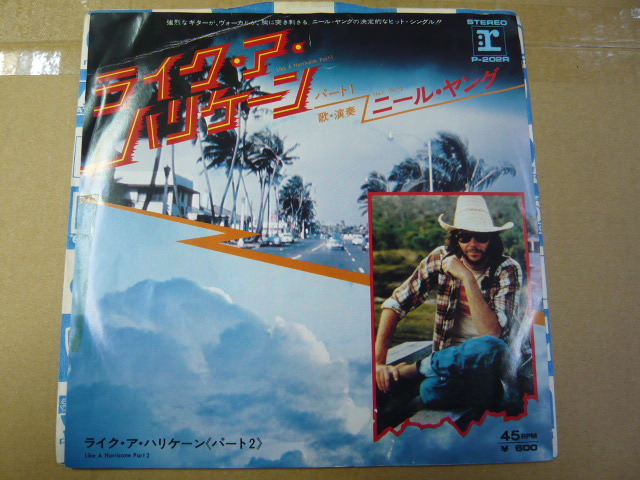 強烈なギターが、ヴォーカルが、胸に突き刺さる、ニール・ヤングの決定的なヒット・シングル!!
STEREO
r
P-202R
ライク・ア・
ハリケーン
Like A Hurricane Part 1
パート1
歌・演奏
ニール・ヤング
ライク・ア・ハリケーン《パート2》
Like A Hurricane Part 2
45RPM
¥ 600